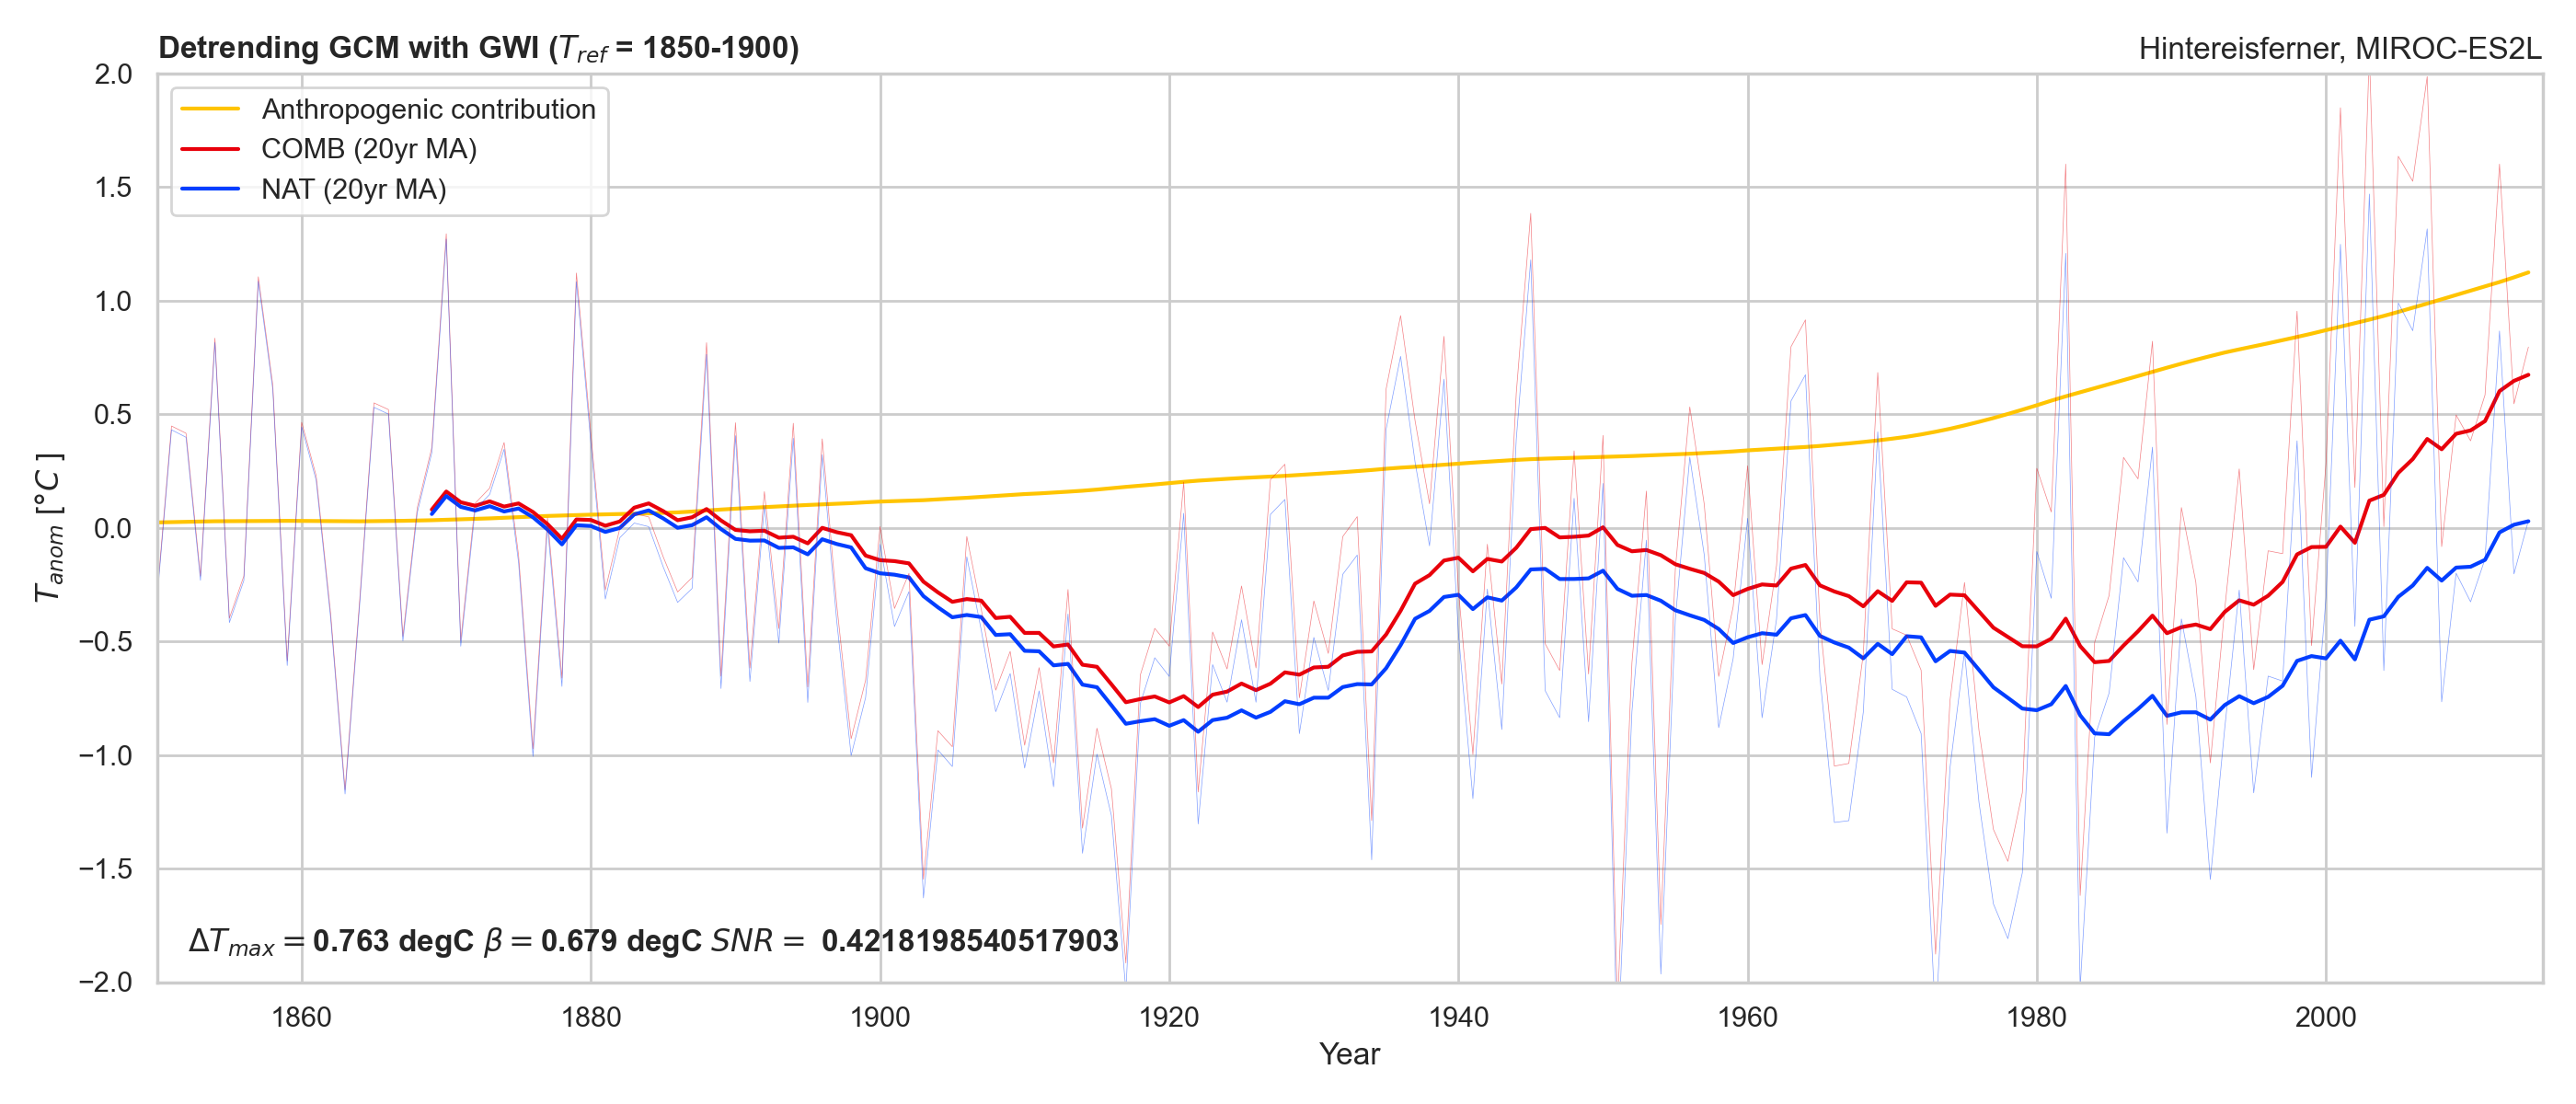 Detrending GCM with GWI (T_ref = 1850-1900)
Hintereisferner, MIROC-ES2L
Anthropogenic contribution
COMB (20yr MA)
NAT (20yr MA)
2.0
1.5
1.0
0.5
0.0
−0.5
−1.0
−1.5
−2.0
T_anom [°C ]
ΔT_max = 0.763 degC β = 0.679 degC SNR = 0.4218198540517903
1860 1880 1900 1920 1940 1960 1980 2000
Year